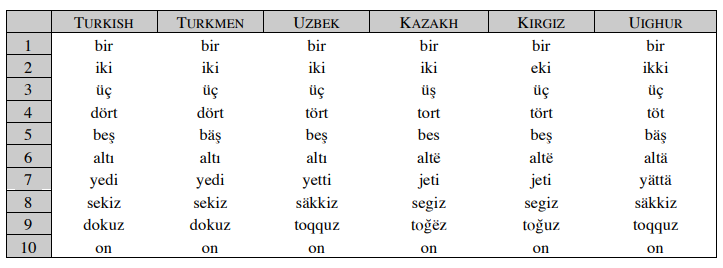 TURKISH TURKMEN UZBEK KAZAKH KIRGIZ UIGHUR
1 bir bir bir bir bir bir
2 iki iki iki iki eki ikki
3 üç üç üç üş üç üç
4 dört dört tört tort tört töt
5 beş bäş beş bes beş bäş
6 altı altı altı altë altë altä
7 yedi yedi yetti jeti jeti yättä
8 sekiz sekiz säkkiz segiz segiz säkkiz
9 dokuz dokuz toqquz toğëz toğuz toqquz
10 on on on on on on